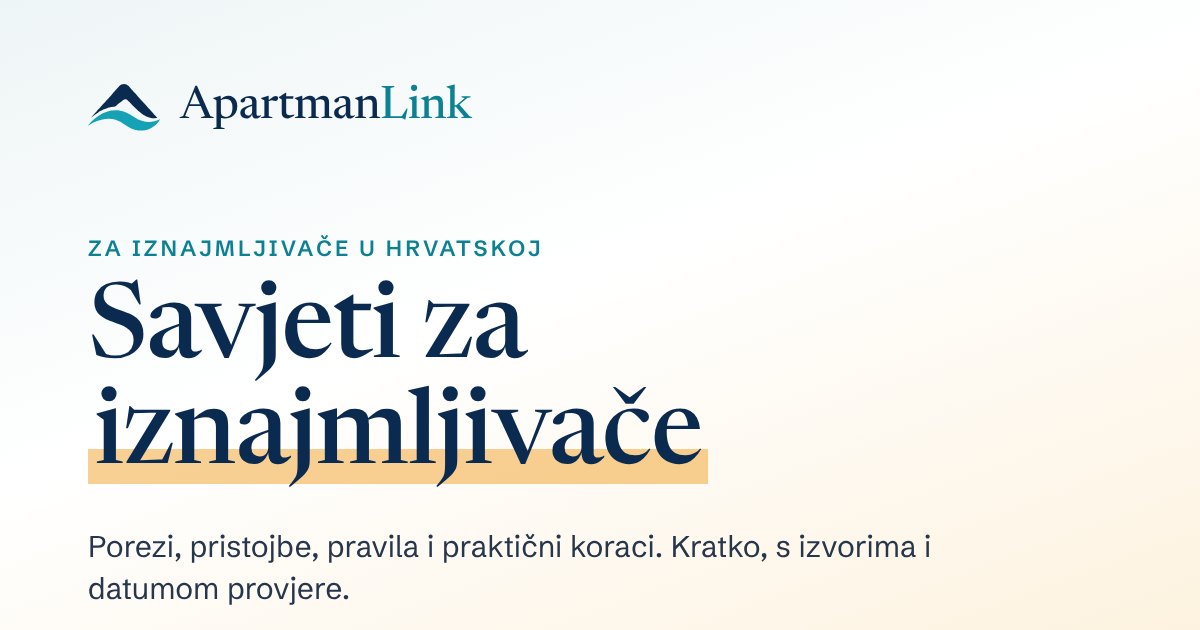 ApartmanLink
ZA IZNAJMLJIVAČE U HRVATSKOJ
Savjeti za
iznajmljivače
Porezi, pristojbe, pravila i praktični koraci. Kratko, s izvorima i
datumom provjere.